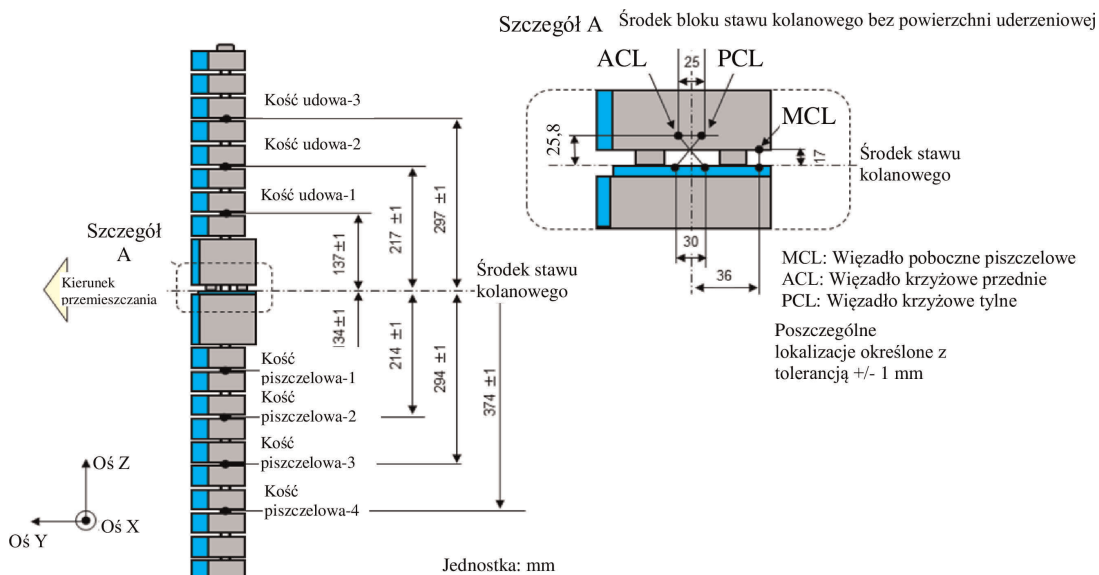 Szczegół A
Środek bloku stawu kolanowego bez powierzchni uderzeniowej
ACL
25
PCL
MCL
25,8
17
Środek stawu
kolanowego
30
36
MCL: Więzadło poboczne piszczelowe
ACL: Więzadło krzyżowe przednie
PCL: Więzadło krzyżowe tylne
Poszczególne
lokalizacje określone z
tolerancją +/- 1 mm
Kość udowa-3
Kość udowa-2
Kość udowa-1
Szczegół
A
Kierunek
przemieszczania
137±1
217 ±1
297 ±1
Środek stawu
kolanowego
34±1
214 ±1
294 ±1
374 ±1
Kość
piszczelowa-1
Kość
piszczelowa-2
Kość
piszczelowa-3
Kość
piszczelowa-4
Oś Z
Oś X
Oś Y
Jednostka: mm